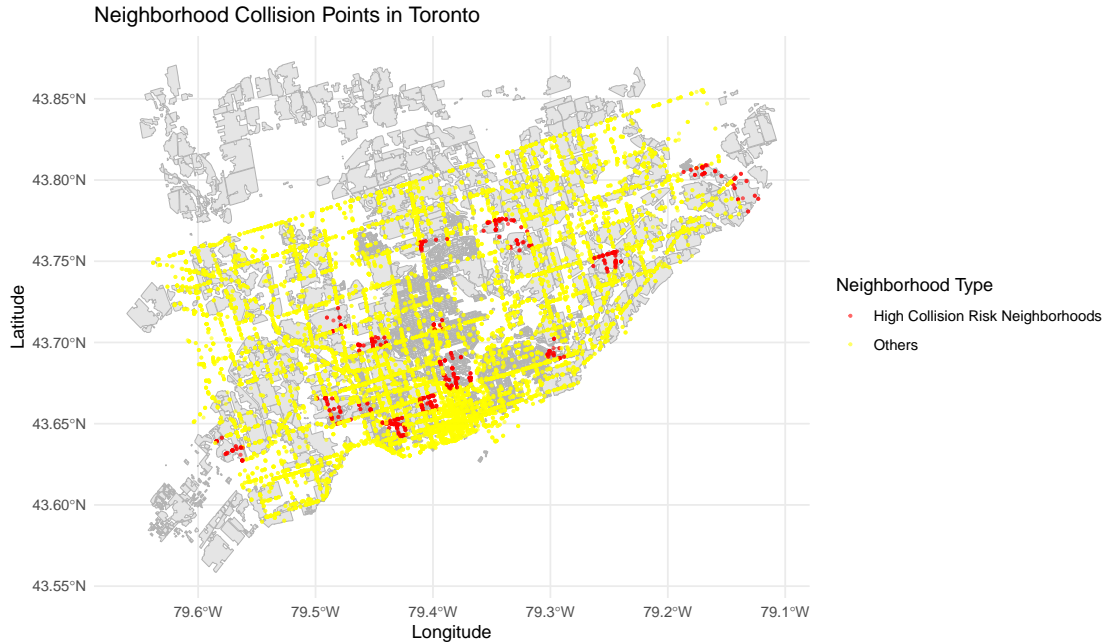 Neighborhood Collision Points in Toronto
43.85°N
43.80°N
43.75°N
43.70°N
43.65°N
43.60°N
43.55°N
Latitude
79.6°W 79.5°W 79.4°W 79.3°W 79.2°W 79.1°W
Longitude
Neighborhood Type
High Collision Risk Neighborhoods
Others